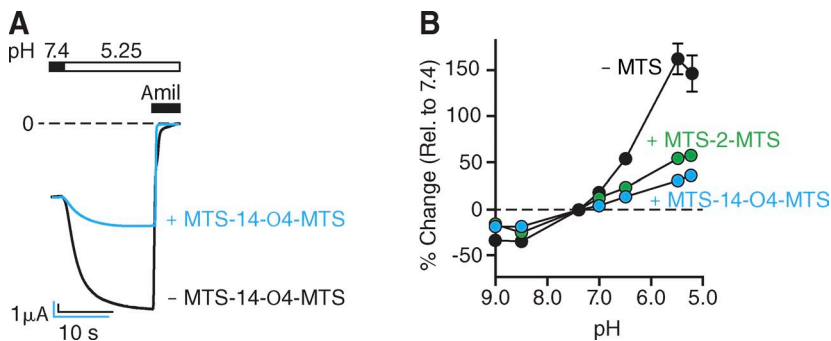 A
pH 7.4 5.25
Amil
0
+ MTS-14-O4-MTS
– MTS-14-O4-MTS
1µA
10 s
B
% Change (Rel. to 7.4)
150
100
50
0
-50
– MTS
+ MTS-2-MTS
+ MTS-14-O4-MTS
9.0 8.0 7.0 6.0 5.0
pH